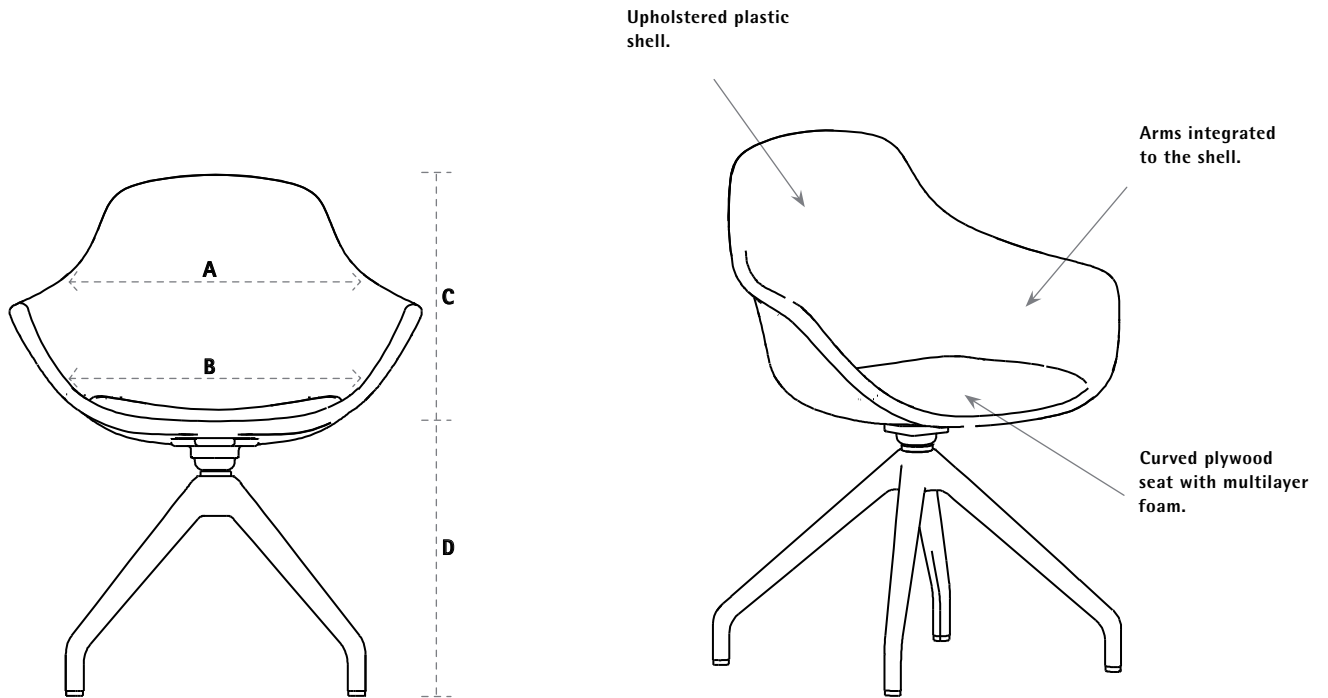 Upholstered plastic
shell.
Arms integrated
to the shell.
A
C
B
Curved plywood
seat with multilayer
foam.
D